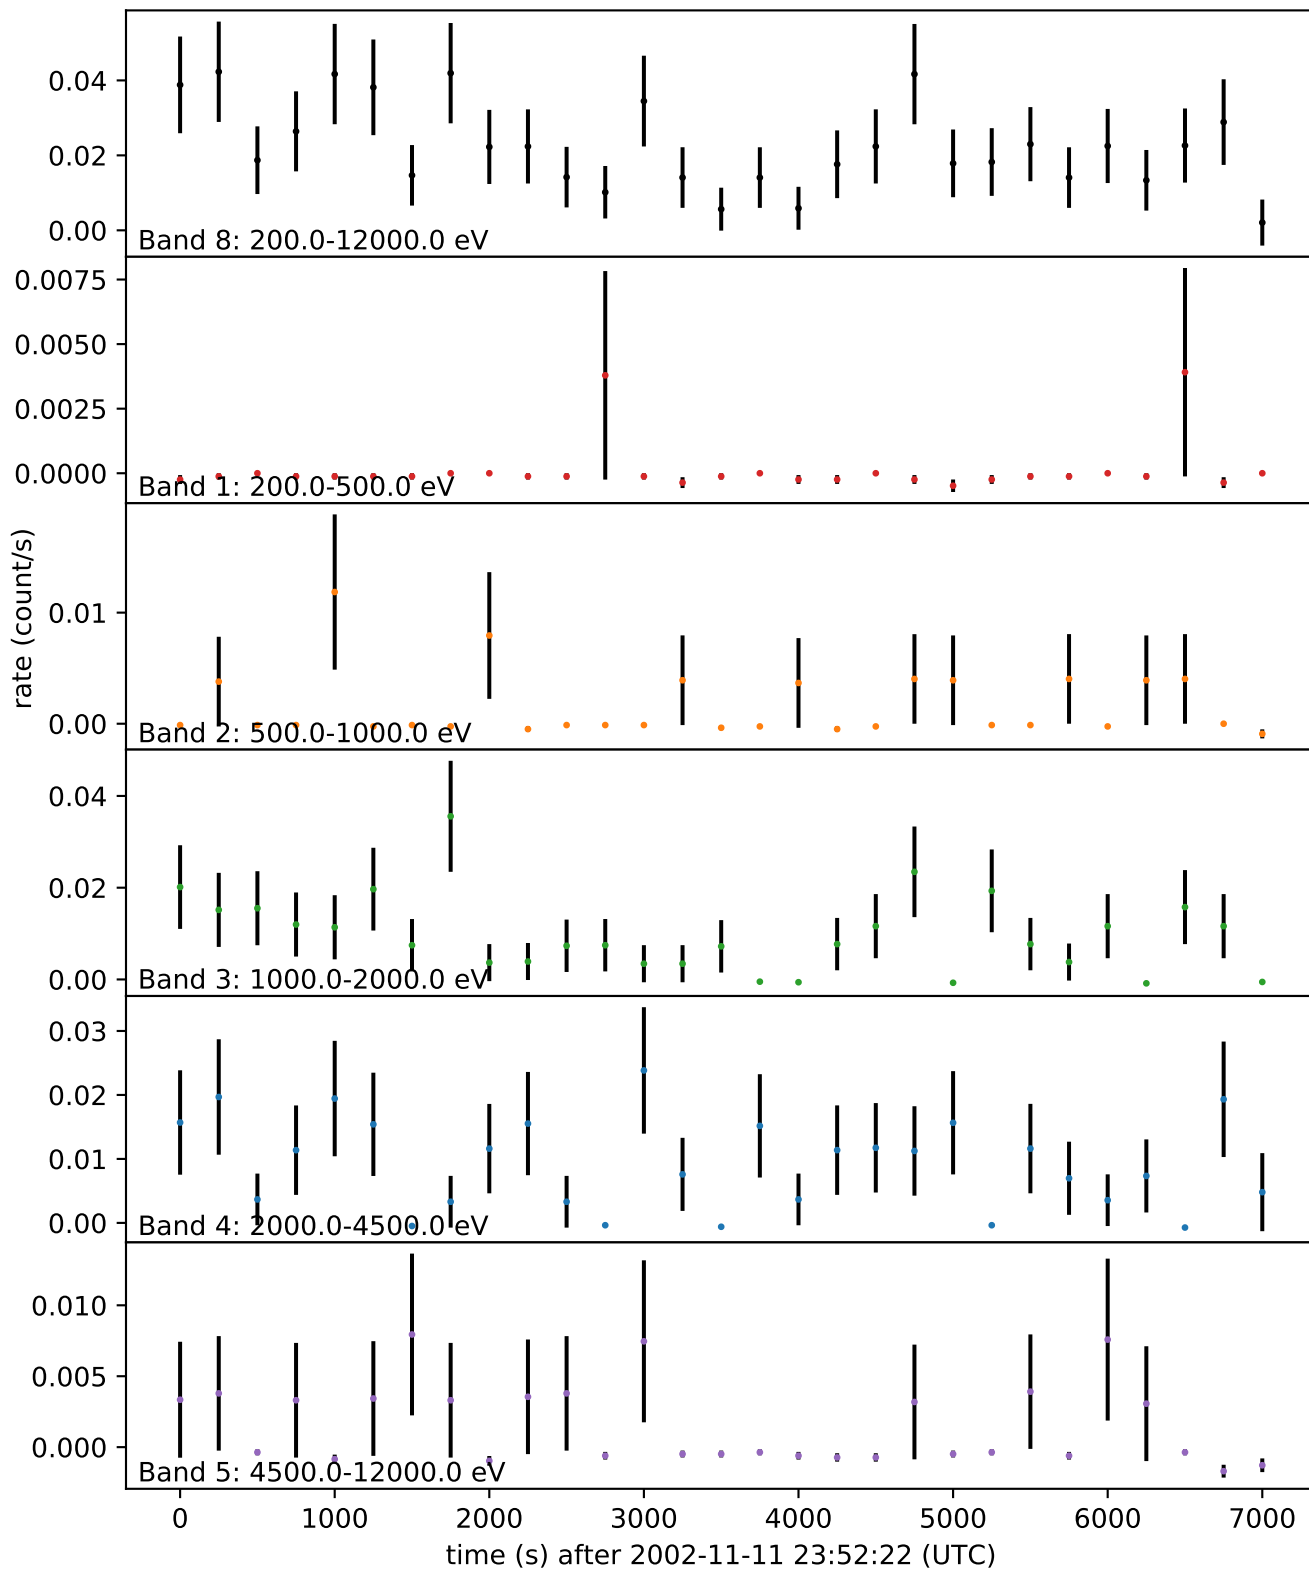 0.04
0.02
0.00
Band 8: 200.0-12000.0 eV
0.0075
0.0050
0.0025
0.0000
Band 1: 200.0-500.0 eV
rate (count/s)
0.01
0.00
Band 2: 500.0-1000.0 eV
0.04
0.02
0.00
Band 3: 1000.0-2000.0 eV
0.03
0.02
0.01
0.00
Band 4: 2000.0-4500.0 eV
0.010
0.005
0.000
Band 5: 4500.0-12000.0 eV
0 1000 2000 3000 4000 5000 6000 7000
time (s) after 2002-11-11 23:52:22 (UTC)